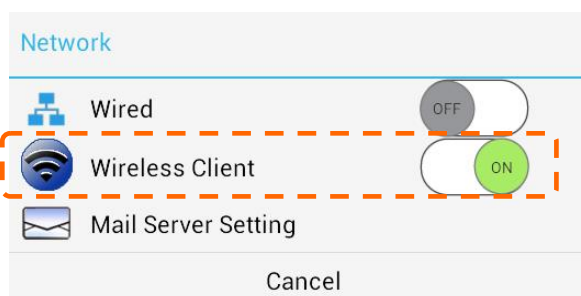 Network
Wired OFF
Wireless Client ON
Mail Server Setting
Cancel